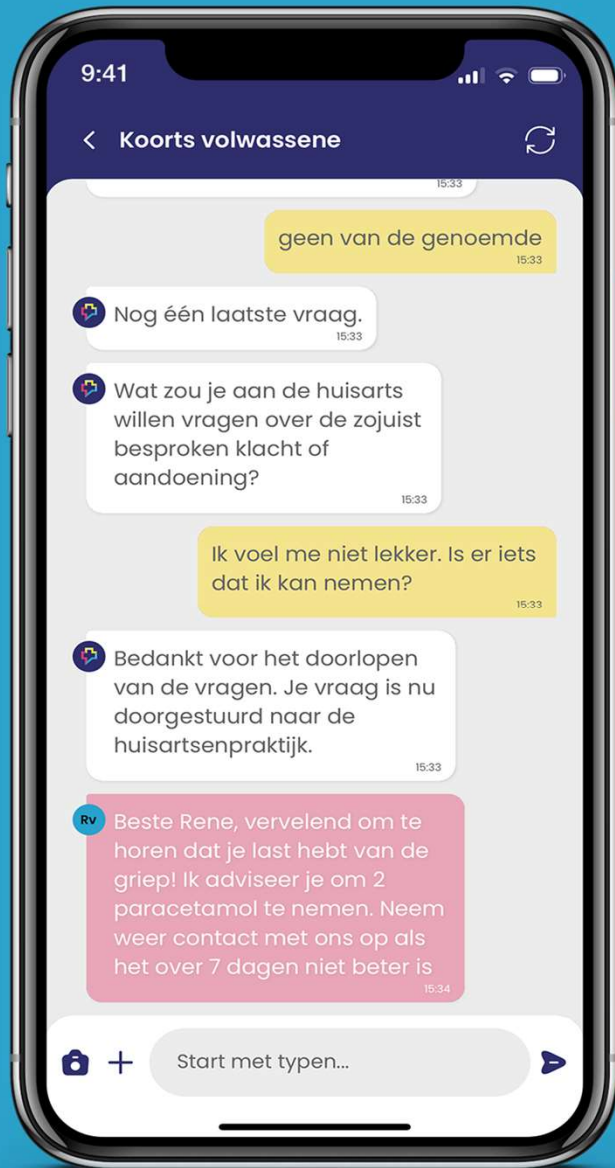 9:41
Koorts volwassene
15:33
geen van de genoemde
15:33
Nog één laatste vraag.
15:33
Wat zou je aan de huisarts
willen vragen over de zojuist
besproken klacht of
aandoening?
15:33
Ik voel me niet lekker. Is er iets
dat ik kan nemen?
15:33
Bedankt voor het doorlopen
van de vragen. Je vraag is nu
doorgestuurd naar de
huisartsenpraktijk.
15:33
Rv
Beste Rene, vervelend om te
horen dat je last hebt van de
griep! Ik adviseer je om 2
paracetamol te nemen. Neem
weer contact met ons op als
het over 7 dagen niet beter is
15:34
Start met typen...